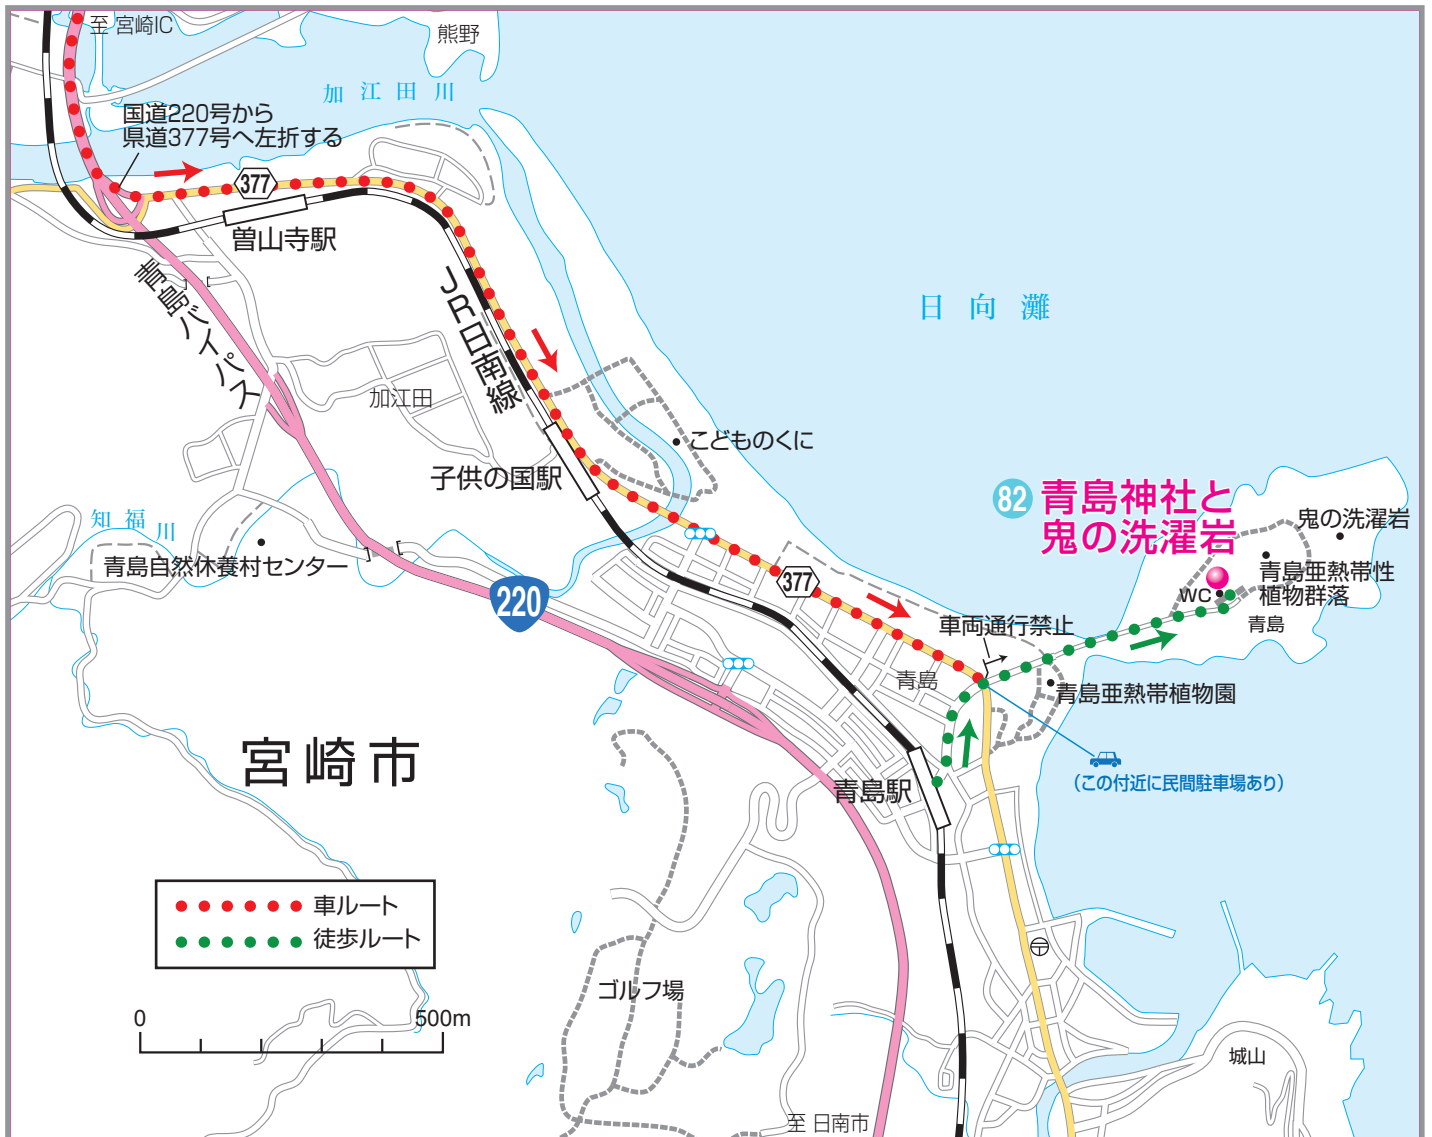 至 宮崎IC
熊野
加江田川
国道220号から
県道377号へ左折する
377
曽山寺駅
青島バイパス
JR日南線
日向灘
加江田
こどものくに
子供の国駅
82 青島神社と
鬼の洗濯岩
鬼の洗濯岩
知福川
青島自然休養村センター
青島亜熱帯性
植物群落
WC
青島
220
377
車両通行禁止
青島
青島亜熱帯植物園
宮崎市
(この付近に民間駐車場あり)
青島駅
車ルート
徒歩ルート
ゴルフ場
0
500m
〒
城山
至 日南市